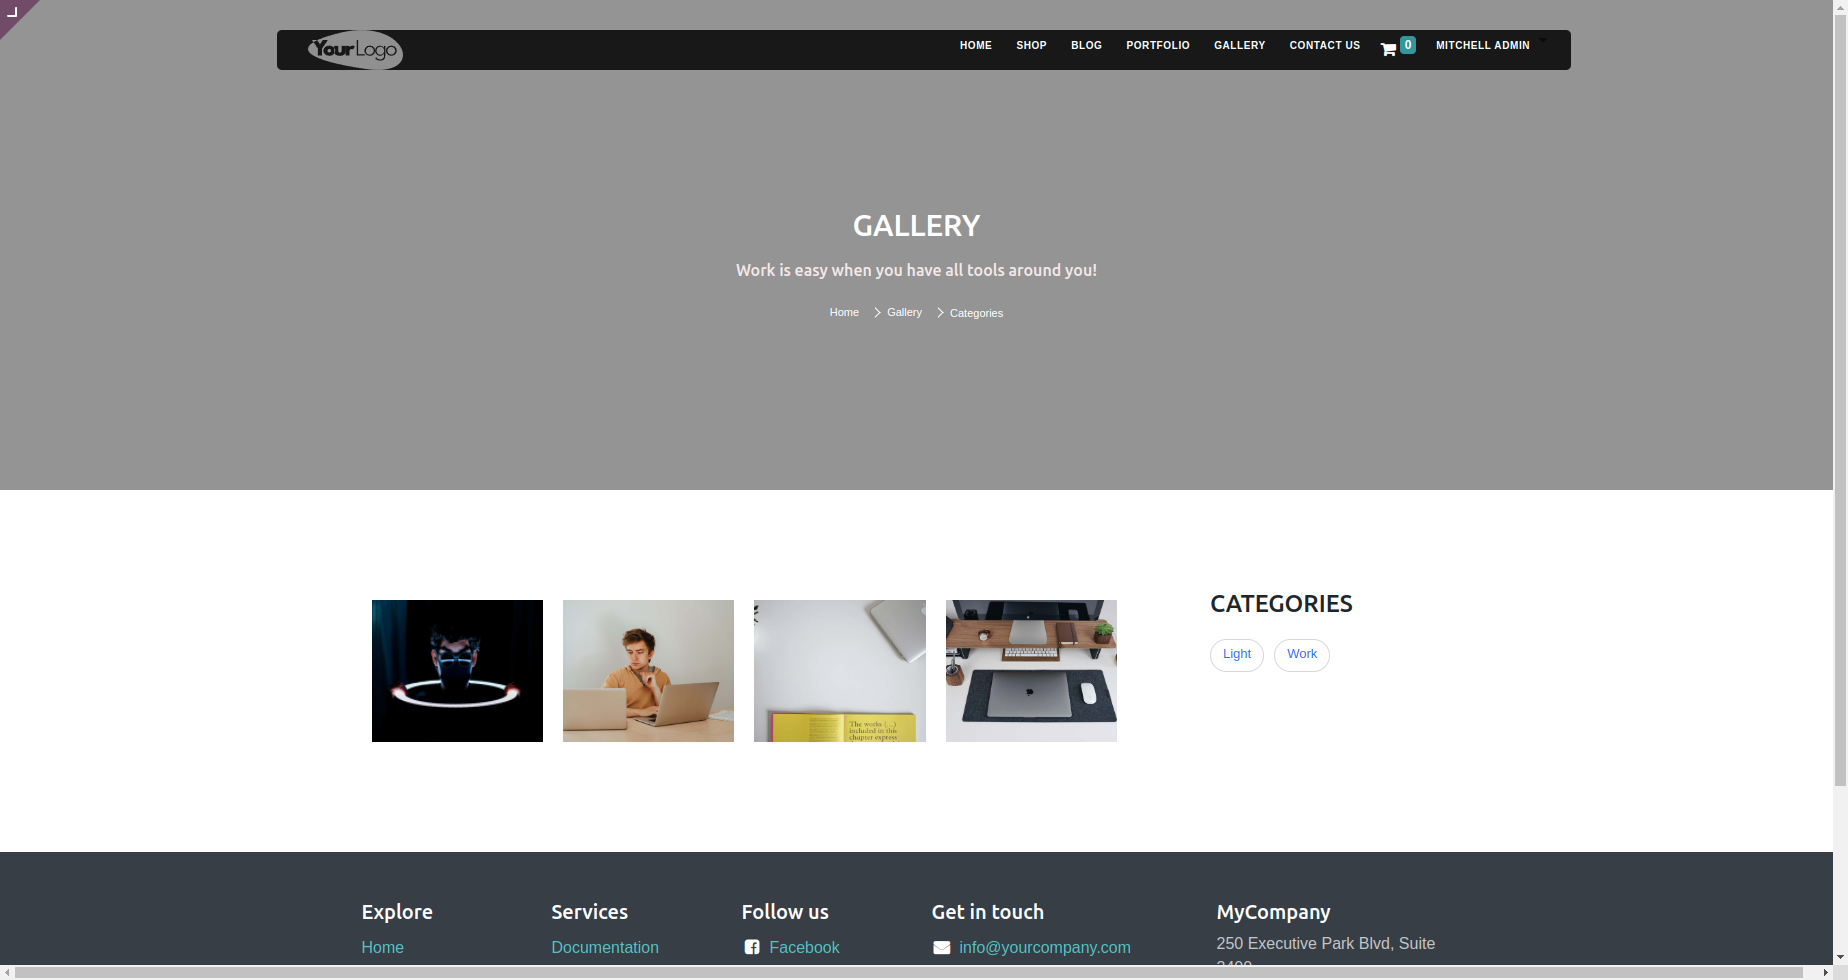 YourLogo
HOME SHOP BLOG PORTFOLIO GALLERY CONTACT US 0 MITCHELL ADMIN
GALLERY
Work is easy when you have all tools around you!
Home Gallery Categories
CATEGORIES
Light Work
The works (...)
included in this
chapter express
Explore Services Follow us Get in touch MyCompany
Home Documentation Facebook info@yourcompany.com 250 Executive Park Blvd, Suite